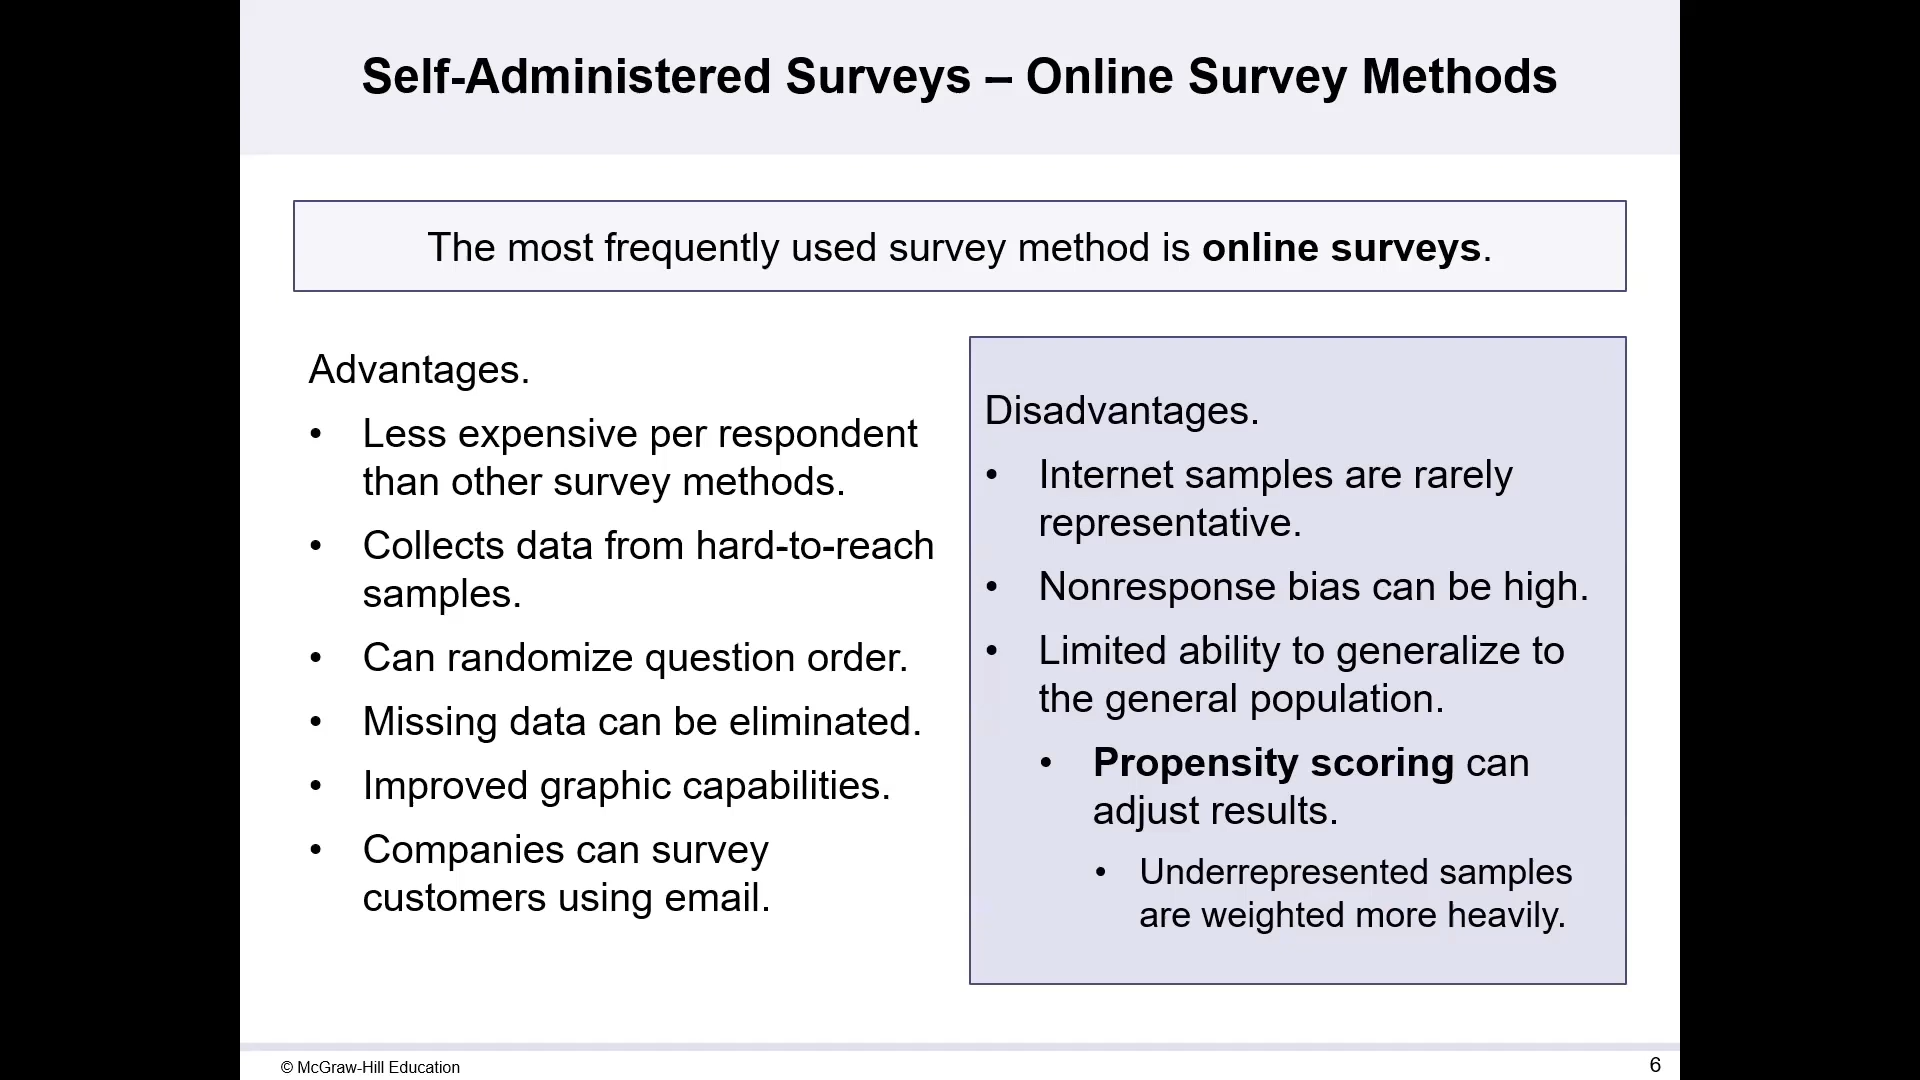 Self-Administered Surveys – Online Survey Methods
The most frequently used survey method is online surveys.
Advantages.
• Less expensive per respondent
than other survey methods.
• Collects data from hard-to-reach
samples.
• Can randomize question order.
• Missing data can be eliminated.
• Improved graphic capabilities.
• Companies can survey
customers using email.
Disadvantages.
• Internet samples are rarely
representative.
• Nonresponse bias can be high.
• Limited ability to generalize to
the general population.
• Propensity scoring can
adjust results.
• Underrepresented samples
are weighted more heavily.
© McGraw-Hill Education
6